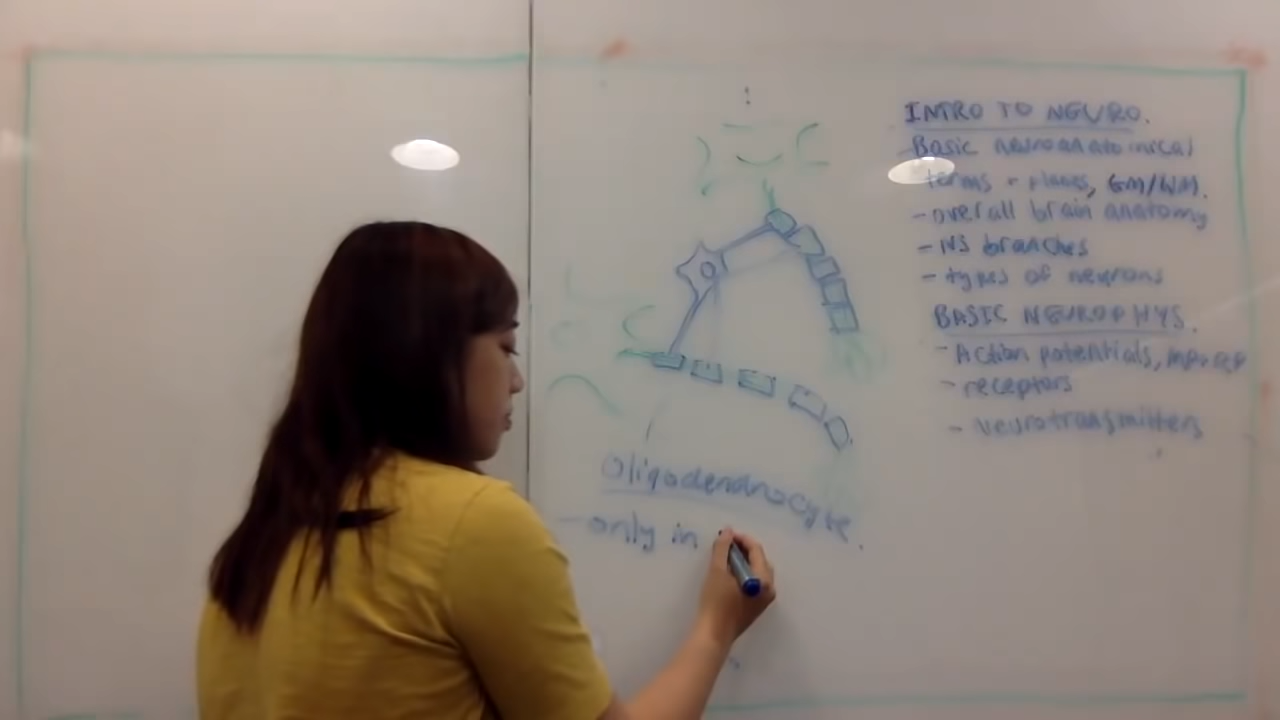 INTRO TO NEURO.
Basic neuroanatomical
terms + planes, GM/WM.
- overall brain anatomy
- NS branches
- types of neurons
BASIC NEUROPHYS.
- Action potentials,
- receptors
- Neurotransmitters
Oligodendrocyte.
- only in